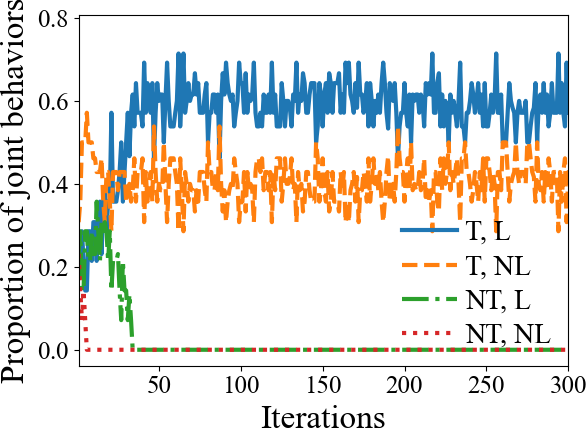 Proportion of joint behaviors
0.8
0.6
0.4
0.2
0.0
T, L
T, NL
NT, L
NT, NL
50 100 150 200 250 300
Iterations